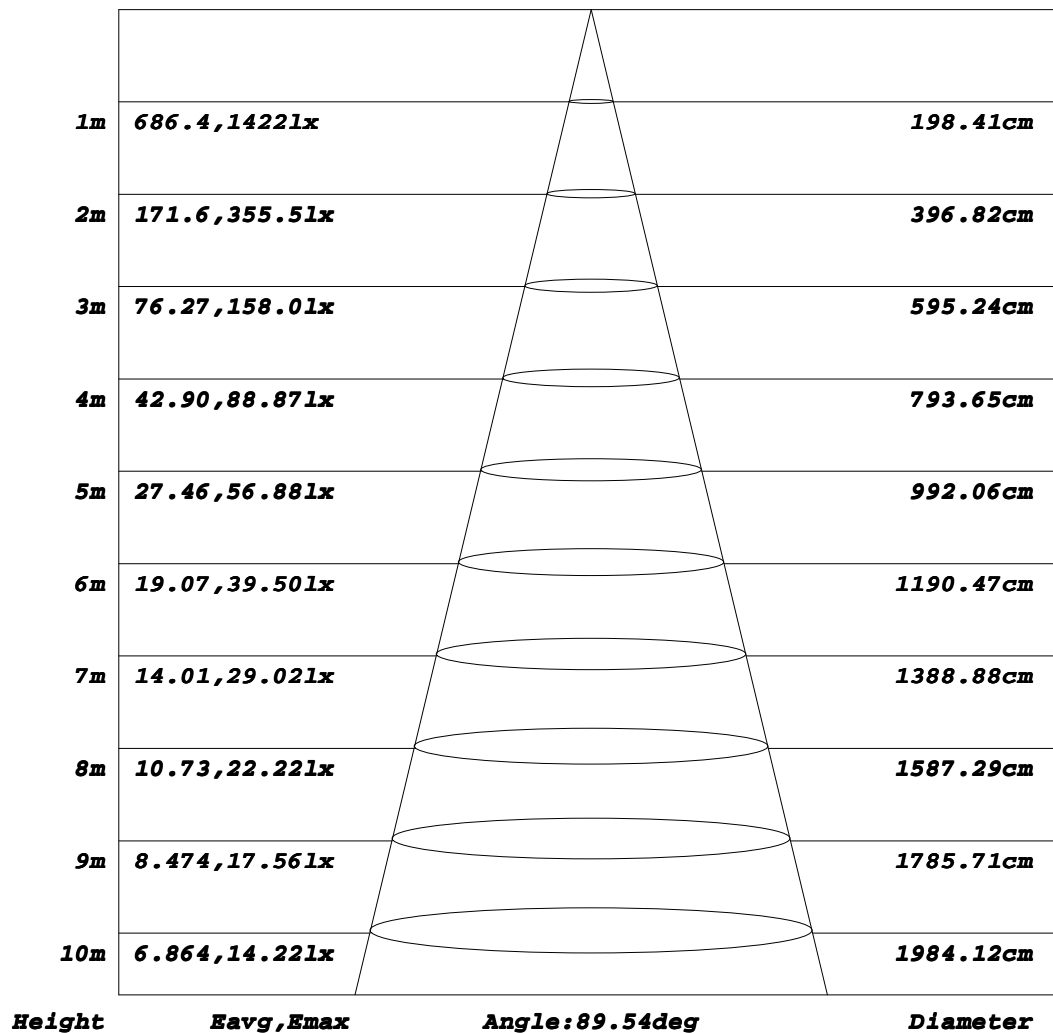 1m 686.4,1422lx 198.41cm
2m 171.6,355.5lx 396.82cm
3m 76.27,158.0lx 595.24cm
4m 42.90,88.87lx 793.65cm
5m 27.46,56.88lx 992.06cm
6m 19.07,39.50lx 1190.47cm
7m 14.01,29.02lx 1388.88cm
8m 10.73,22.22lx 1587.29cm
9m 8.474,17.56lx 1785.71cm
10m 6.864,14.22lx 1984.12cm
Height Eavg,Emax Angle:89.54deg Diameter